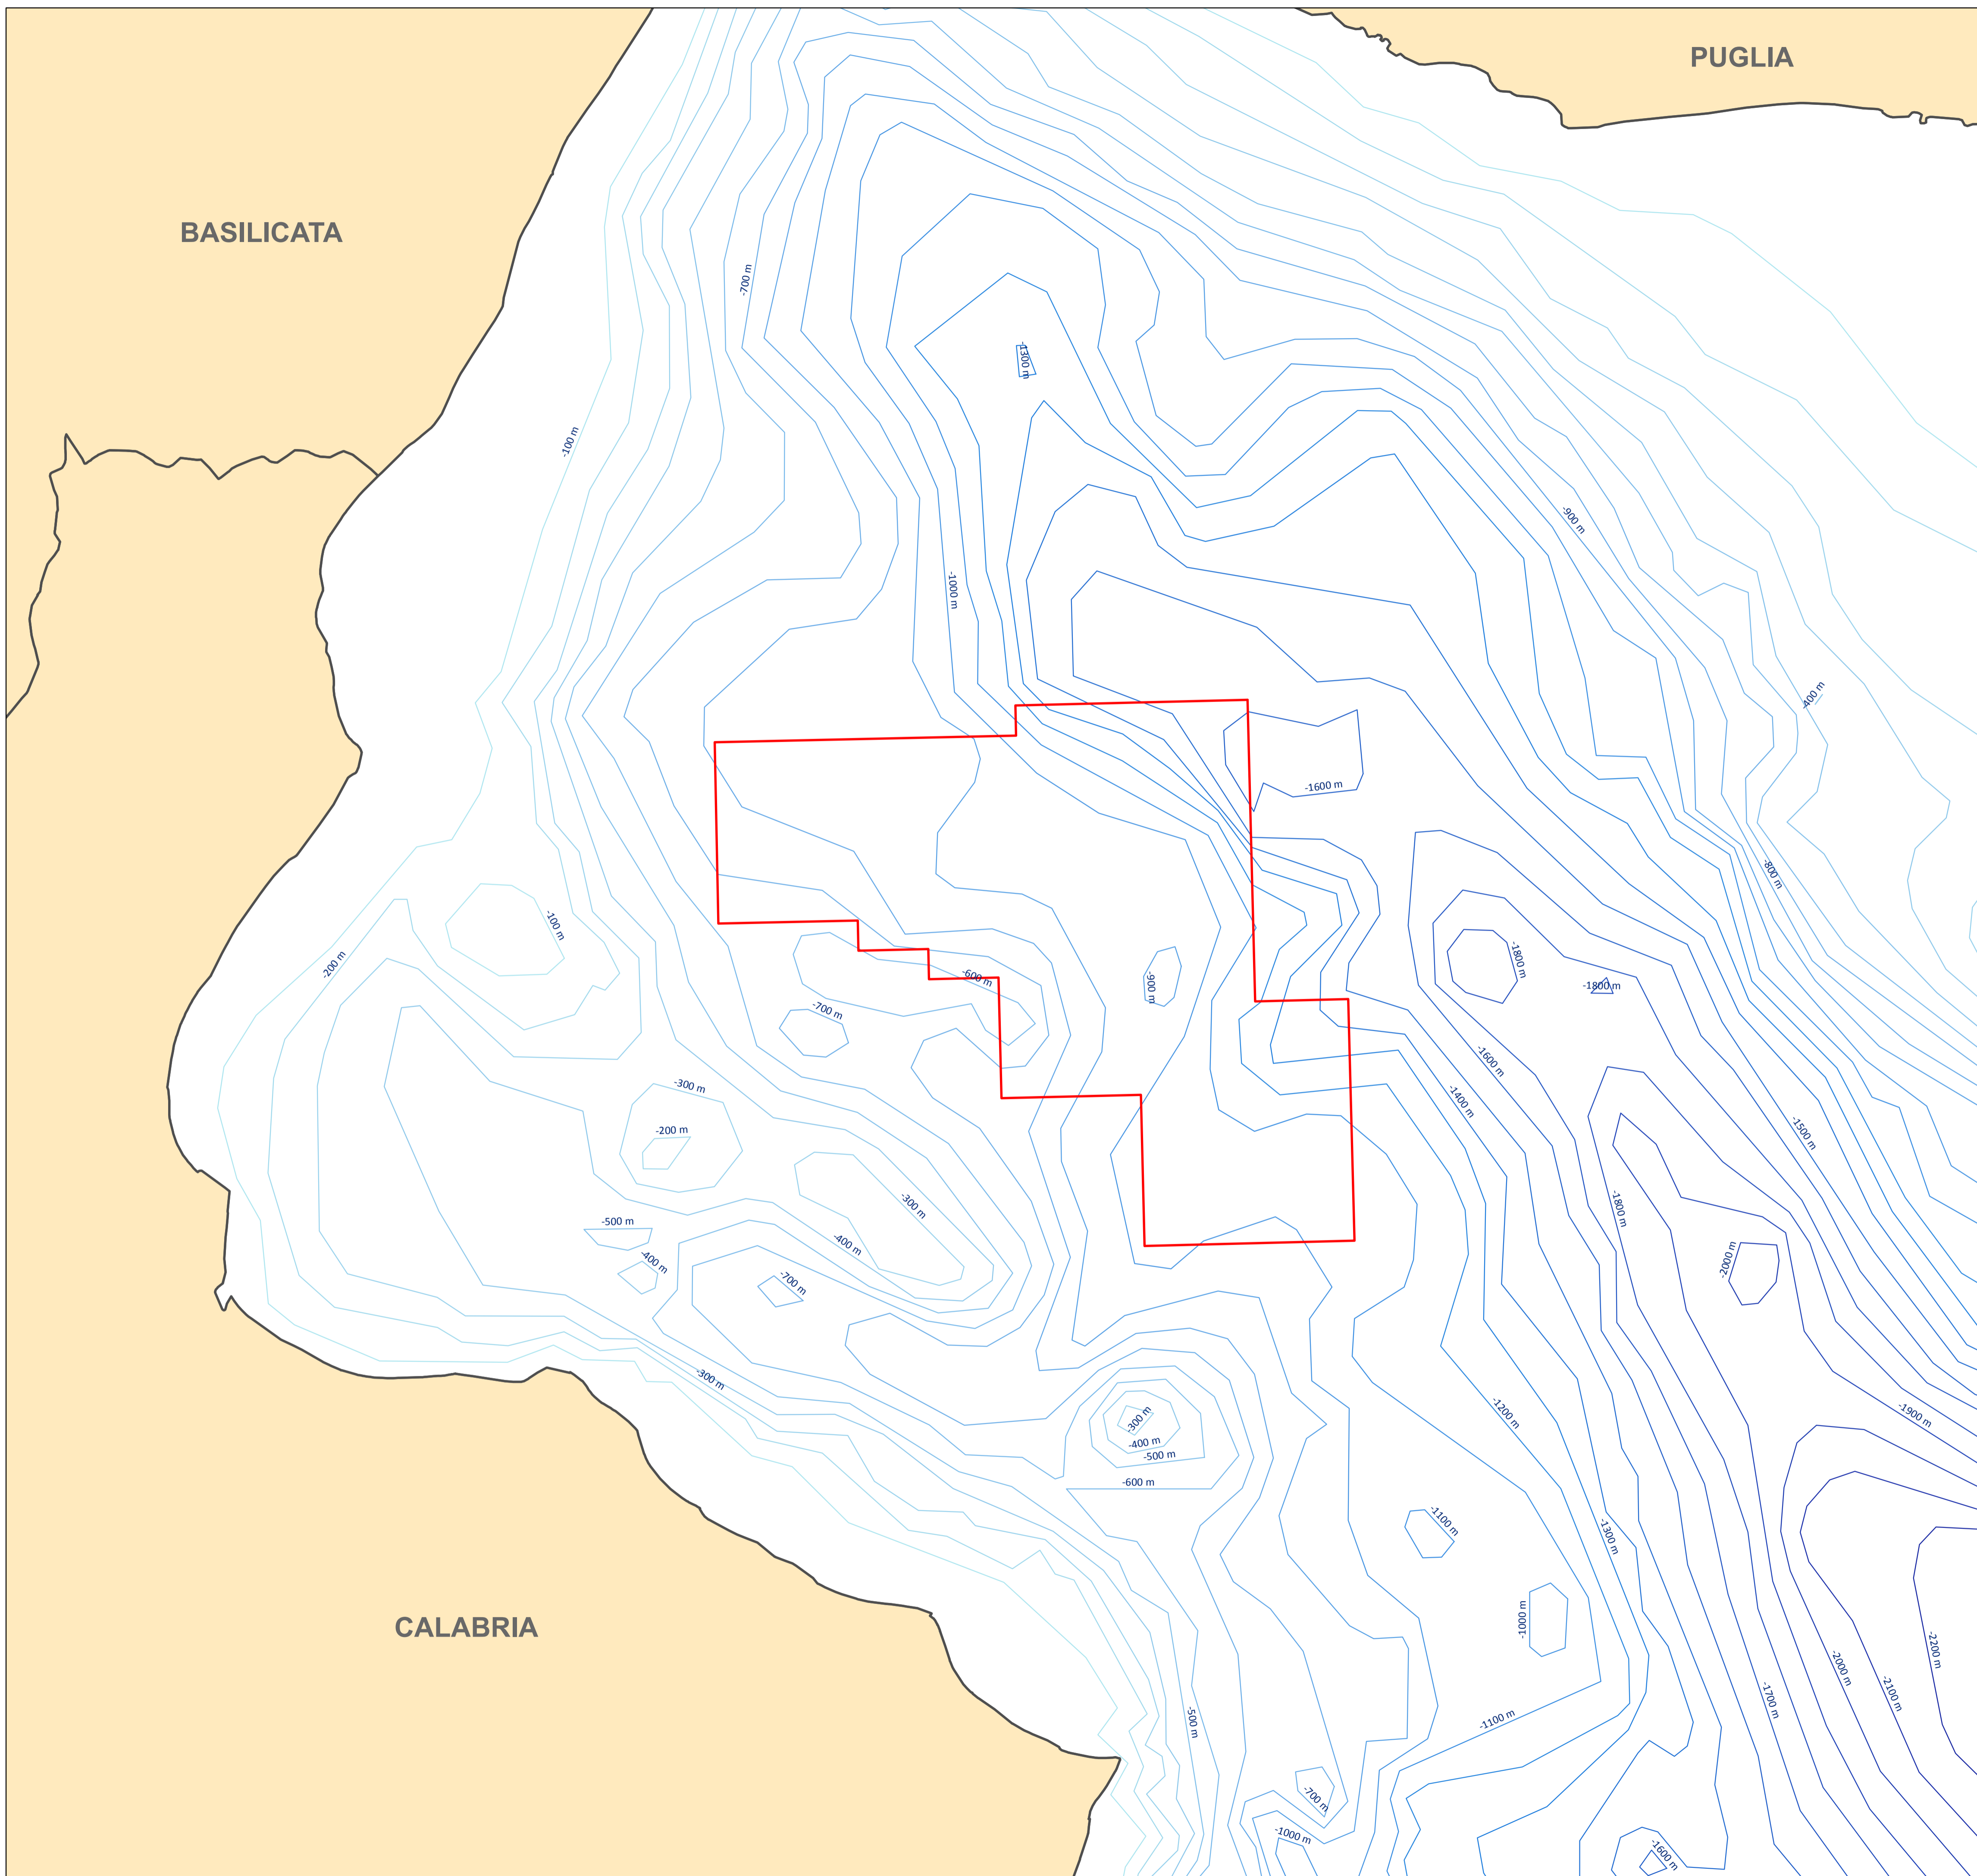 PUGLIA
BASILICATA
-700 m
-1300 m
-100 m
-900 m
-1000 m
-400 m
-1600 m
-800 m
-100 m
-200 m
-600 m
-900 m
-1800 m
-1800 m
-700 m
-1600 m
-300 m
-1400 m
-200 m
-1500 m
-300 m
-1800 m
-500 m
-400 m
-400 m
-2000 m
-700 m
-300 m
-1200 m
-1900 m
-300 m
-400 m
-500 m
-600 m
-1100 m
-1300 m
CALABRIA
-1000 m
-2200 m
-2000 m
-2100 m
-1700 m
-500 m
-1100 m
-700 m
-1000 m
-1600 m